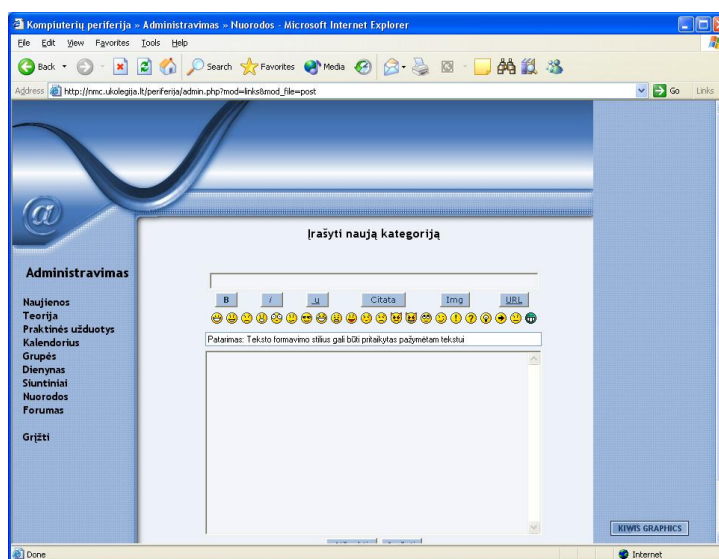 Kompiuterių periferija » Administravimas » Nuorodos - Microsoft Internet Explorer
File Edit View Favorites Tools Help
Back Search Favorites Media
Address http://nmc.ukolegija.lt/periferija/admin.php?mod=links&mod_file=post Go Links
@
Įrašyti naują kategoriją
Administravimas
B i u Citata Img URL
Naujienos
Teorija
Praktinės užduotys
Patarimas: Teksto formavimo stilius gali būti pritaikytas pažymėtam tekstui
Kalendorius
Grupės
Dienynas
Siuntiniai
Nuorodos
Forumas
Grįžti
KIWIS GRAPHICS
Done Internet